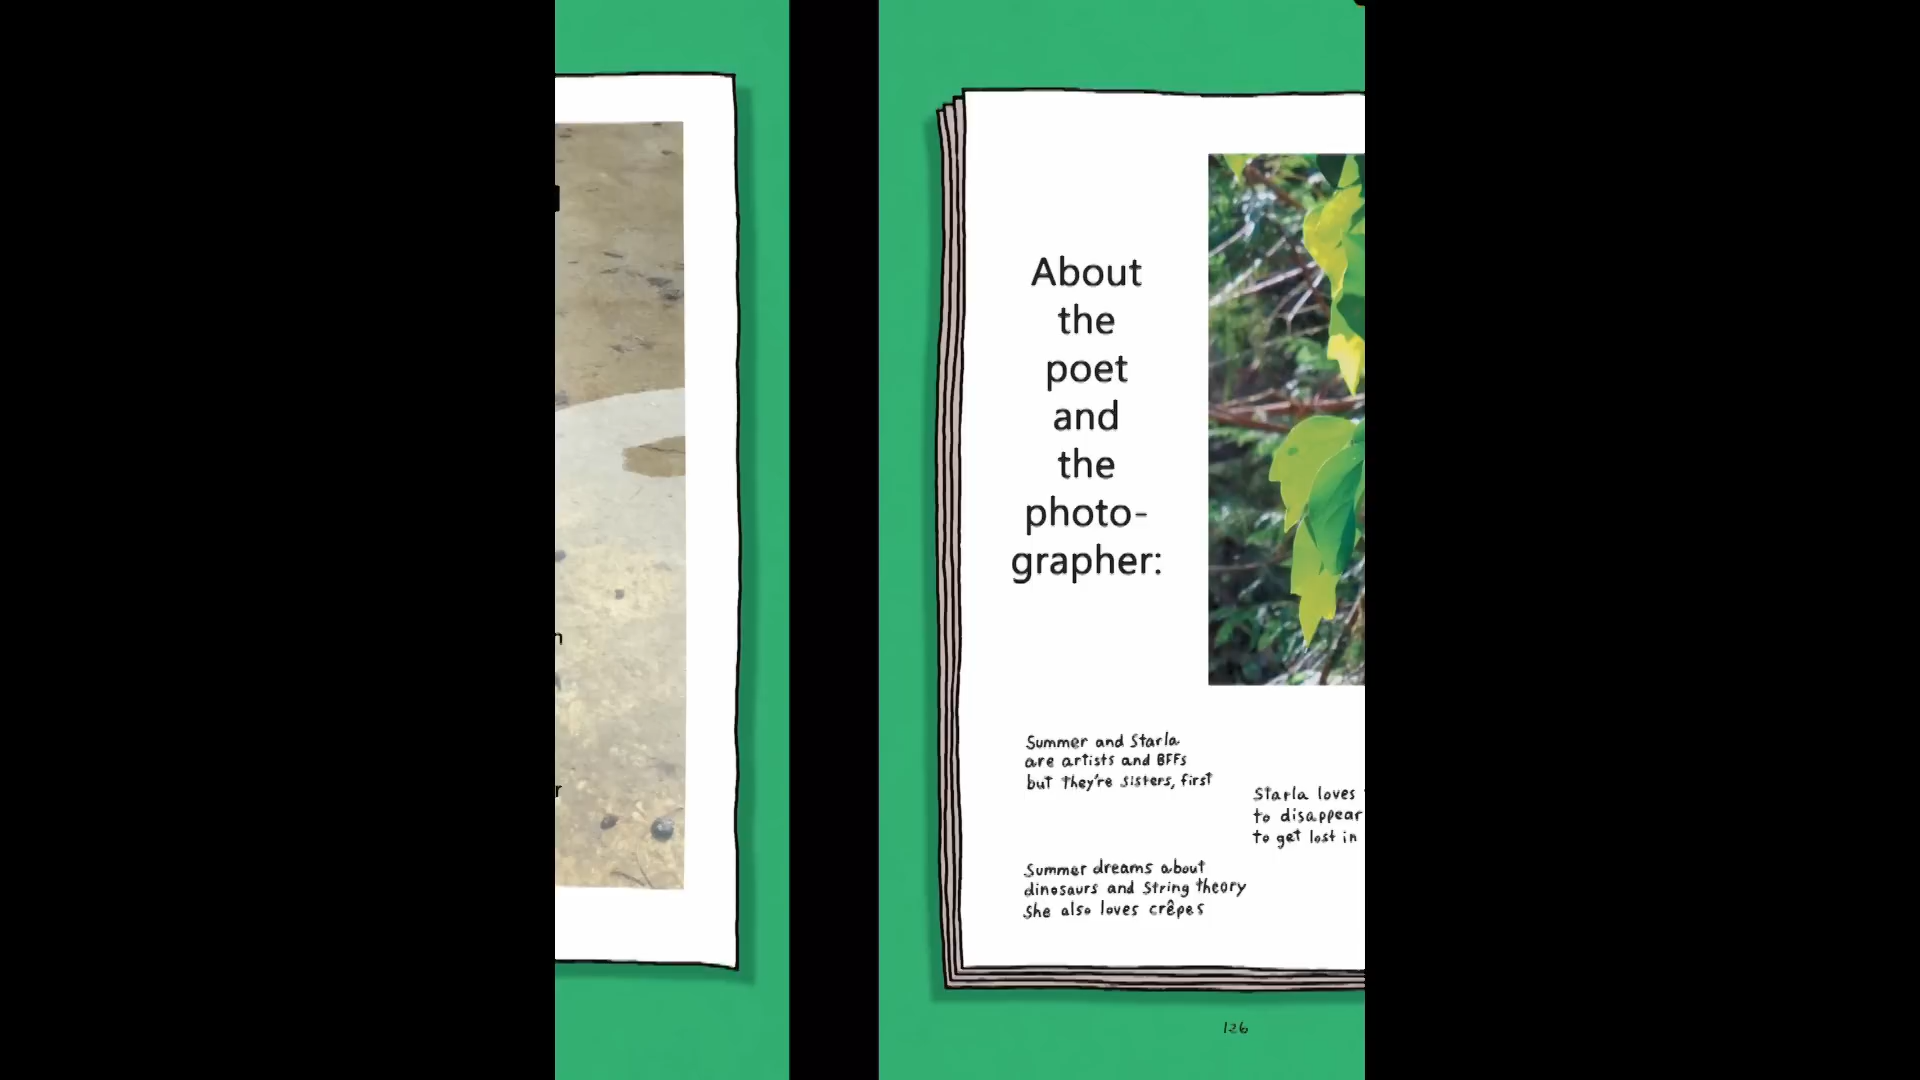 About
the
poet
and
the
photo-
grapher:
Summer and Starla
are artists and BFFs
but they're sisters, first
Starla loves
to disappear
to get lost in
Summer dreams about
dinosaurs and String theory
She also loves crêpes
126